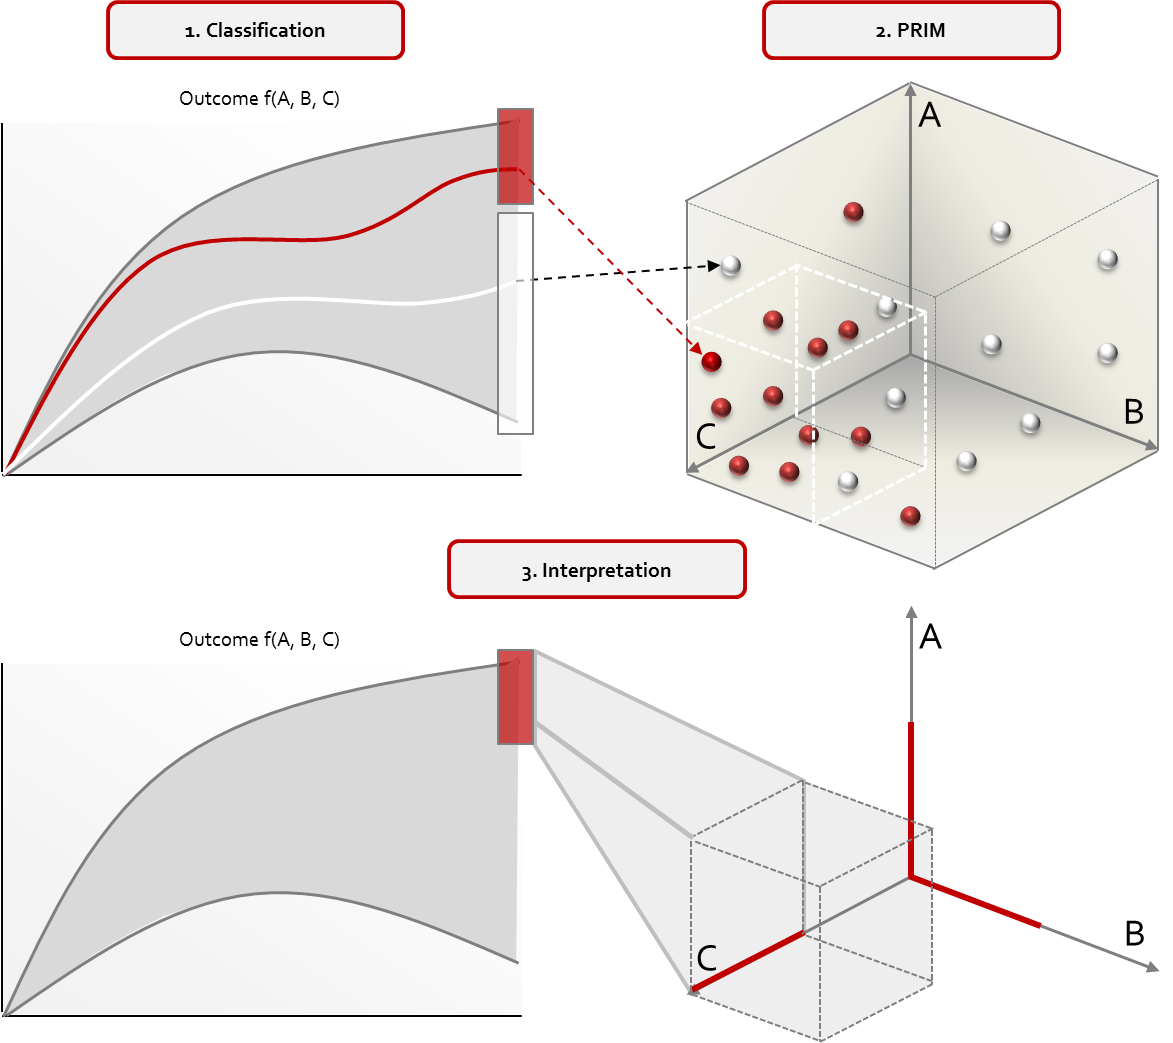 1. Classification
2. PRIM
Outcome f(A, B, C)
A
B
C
3. Interpretation
Outcome f(A, B, C)
A
B
C